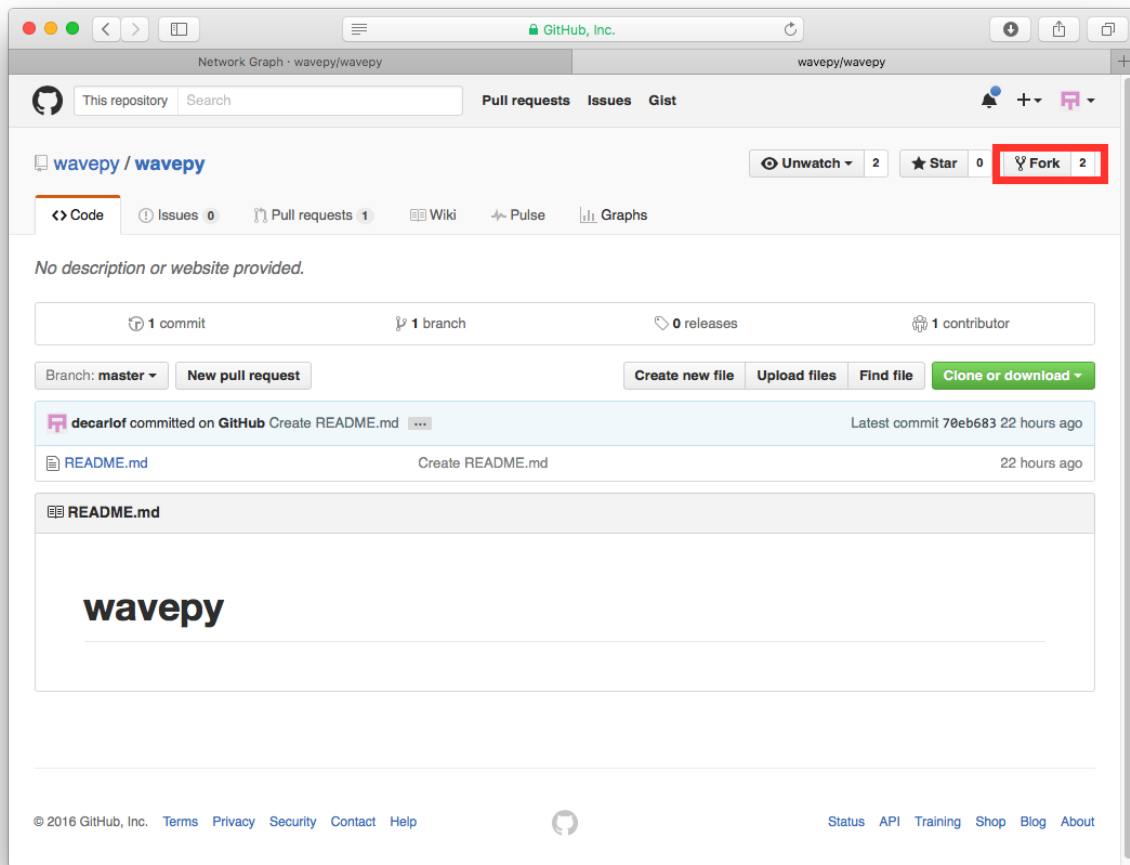 GitHub, Inc.
Network Graph · wavepy/wavepy wavepy/wavepy
This repository Search Pull requests Issues Gist
wavepy / wavepy Unwatch 2 Star 0 Fork 2
Code Issues 0 Pull requests 1 Wiki Pulse Graphs
No description or website provided.
1 commit 1 branch 0 releases 1 contributor
Branch: master New pull request Create new file Upload files Find file Clone or download
decarlof committed on GitHub Create README.md ... Latest commit 70eb683 22 hours ago
README.md Create README.md 22 hours ago
README.md
wavepy
© 2016 GitHub, Inc. Terms Privacy Security Contact Help Status API Training Shop Blog About